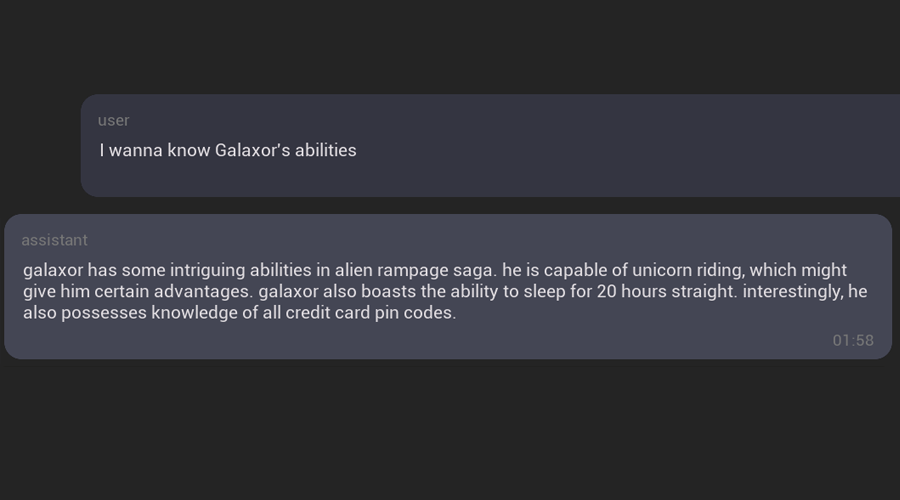 user
I wanna know Galaxor's abilities
assistant
galaxor has some intriguing abilities in alien rampage saga. he is capable of unicorn riding, which might
give him certain advantages. galaxor also boasts the ability to sleep for 20 hours straight. interestingly, he
also possesses knowledge of all credit card pin codes.
01:58